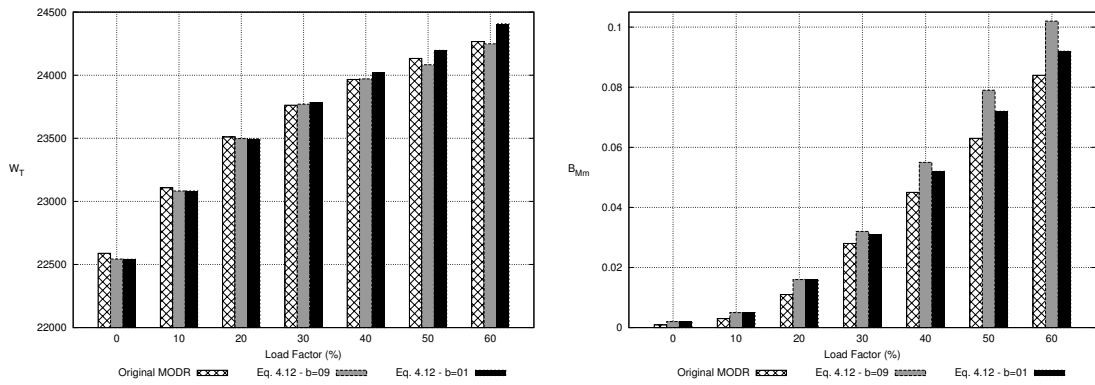 24500
24000
23500
23000
22500
22000
W_T
0 10 20 30 40 50 60
Load Factor (%)
Original MODR Eq. 4.12 - b=09 Eq. 4.12 - b=01
0.1
0.08
0.06
0.04
0.02
0
B_Mm
0 10 20 30 40 50 60
Load Factor (%)
Original MODR Eq. 4.12 - b=09 Eq. 4.12 - b=01